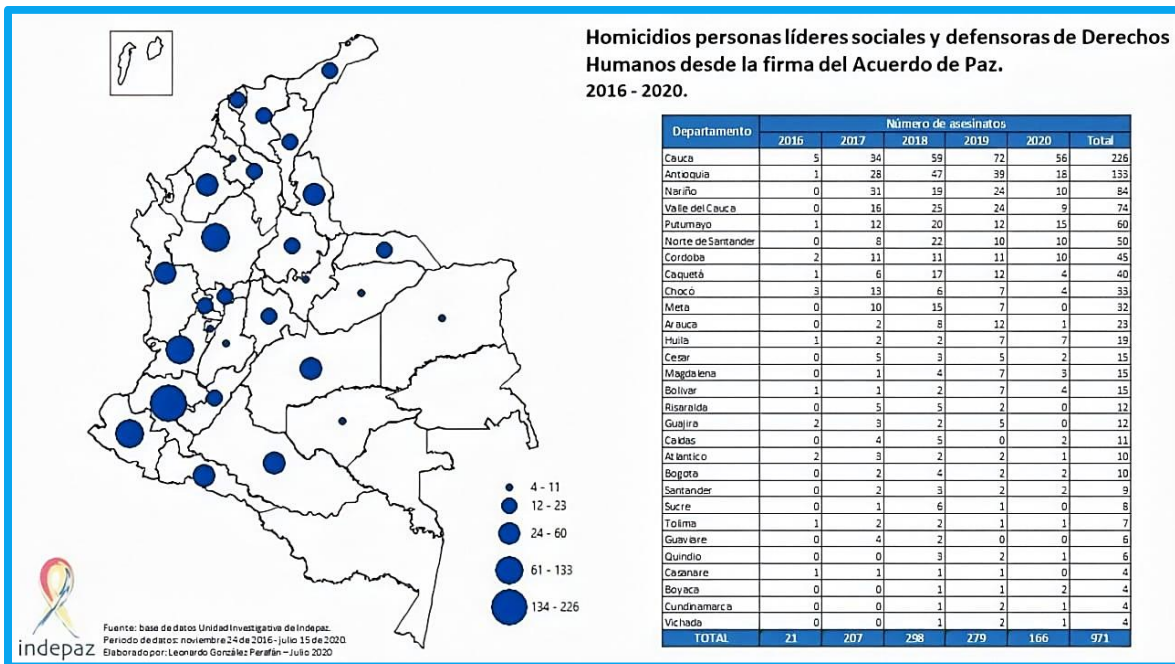 Homicidios personas líderes sociales y defensoras de Derechos
Humanos desde la firma del Acuerdo de Paz.
2016 - 2020.
Departamento Número de asesinatos
2016 2017 2018 2019 2020 Total
Cauca 5 34 59 72 56 226
Antioquia 1 28 47 39 18 133
Nariño 0 31 19 24 10 84
Valle del Cauca 0 16 25 24 9 74
Putumayo 1 12 20 12 15 60
Norte de Santander 0 8 22 10 10 50
Cordoba 2 11 11 11 10 45
Caquetá 1 6 17 12 4 40
Chocó 3 13 6 7 4 33
Meta 0 10 15 7 0 32
Arauca 0 2 8 12 1 23
Huila 1 2 2 7 7 19
Cesar 0 5 3 5 2 15
Magdalena 0 1 4 7 3 15
Bolivar 1 1 2 7 4 15
Risaralda 0 5 5 2 0 12
Guajira 2 3 2 5 0 12
Caldas 0 4 5 0 2 11
Atlantico 2 3 2 2 1 10
Bogota 0 2 4 2 2 10
Santander 0 2 3 2 2 9
Sucre 0 1 6 1 0 8
Tolima 1 2 2 1 1 7
Guaviare 0 4 2 0 0 6
Quindio 0 0 3 2 1 6
Casanare 1 1 1 1 0 4
Boyaca 0 0 1 1 2 4
Cundinamarca 0 0 1 2 1 4
Vichada 0 0 1 2 1 4
TOTAL 21 207 298 279 166 971
4 - 11
12 - 23
24 - 60
61 - 133
134 - 226
indepaz
Fuente: base de datos Unidad Investigativa de Indepaz.
Periodo de datos: noviembre 24 de 2016 - julio 15 de 2020.
Elaborado por: Leonardo González Perafán – Julio 2020